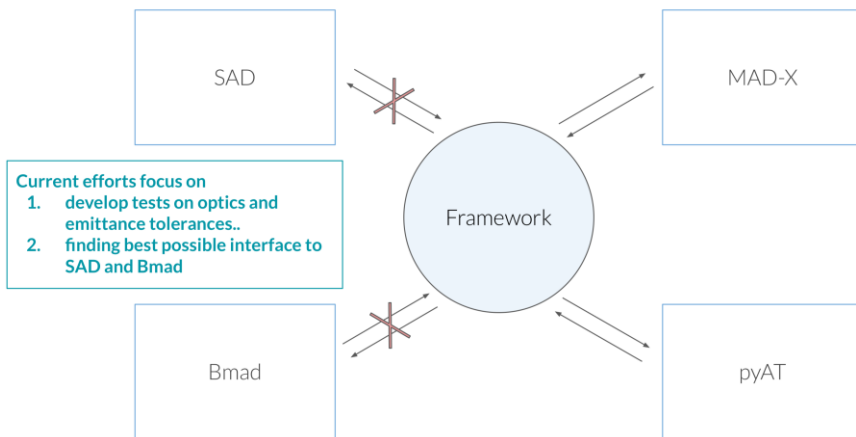 SAD
MAD-X
Current efforts focus on
1. develop tests on optics and
emittance tolerances..
2. finding best possible interface to
SAD and Bmad
Framework
Bmad
pyAT